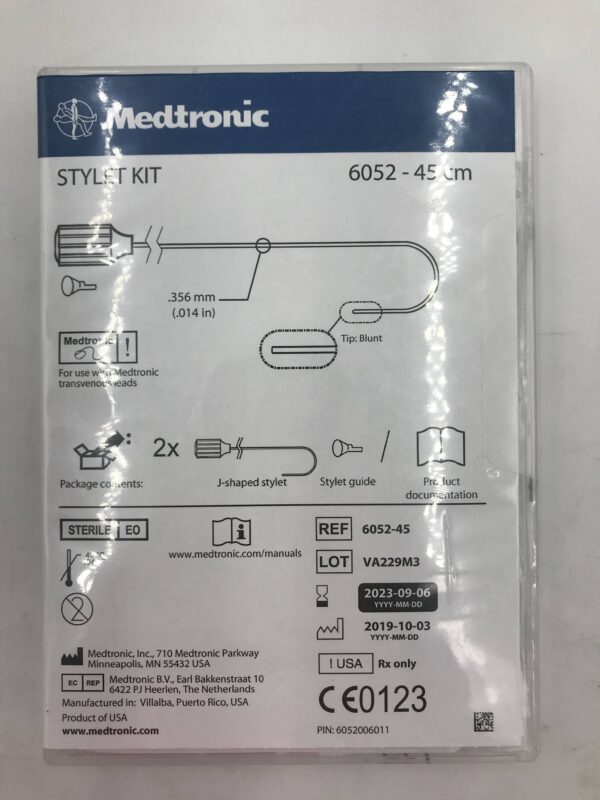 Medtronic
STYLET KIT
6052 - 45 cm
.356 mm
(.014 in)
Tip: Blunt
Medtronic !
For use with Medtronic
transvenous leads
2x
Package contents:
J-shaped stylet
Stylet guide
/
Product
documentation
STERILE EO
www.medtronic.com/manuals
REF 6052-45
LOT VA229M3
2023-09-06
YYYY-MM-DD
2019-10-03
YYYY-MM-DD
! USA Rx only
2
Medtronic, Inc., 710 Medtronic Parkway
Minneapolis, MN 55432 USA
EC REP Medtronic B.V., Earl Bakkenstraat 10
6422 PJ Heerlen, The Netherlands
Manufactured in: Villalba, Puerto Rico, USA
Product of USA
www.medtronic.com
CE0123
PIN: 6052006011